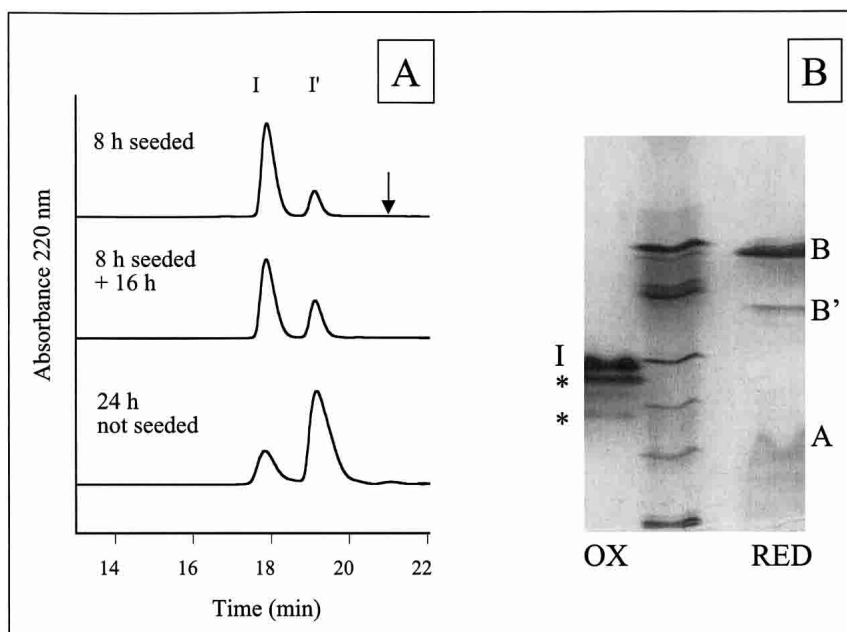 A
I I'
8 h seeded
8 h seeded
+ 16 h
24 h
not seeded
Absorbance 220 nm
14 16 18 20 22
Time (min)
B
B
B'
I
*
*
A
OX RED